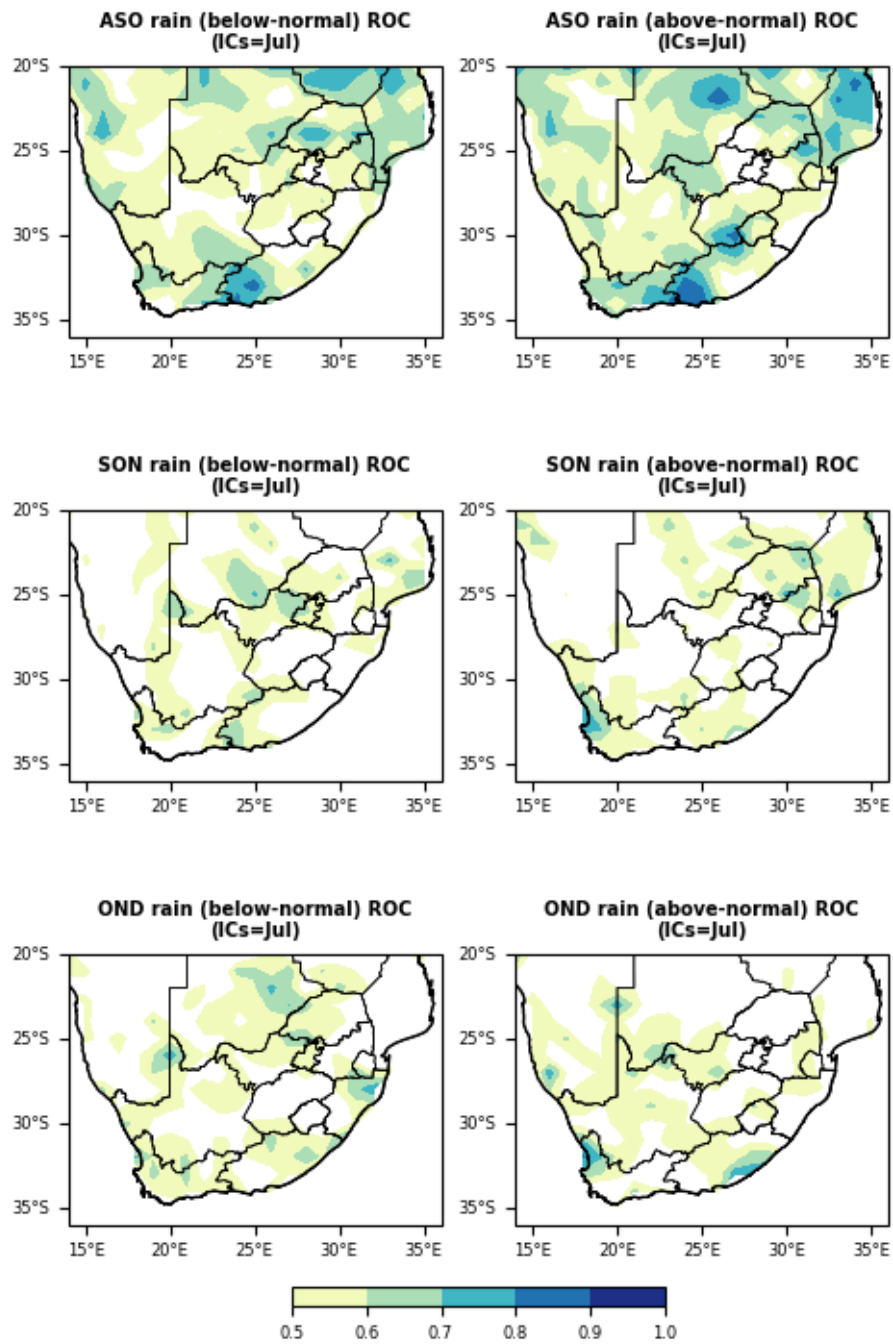 ASO rain (below-normal) ROC
(ICs=Jul)
ASO rain (above-normal) ROC
(ICs=Jul)
20°S
25°S
30°S
35°S
15°E 20°E 25°E 30°E 35°E
20°S
25°S
30°S
35°S
15°E 20°E 25°E 30°E 35°E
SON rain (below-normal) ROC
(ICs=Jul)
SON rain (above-normal) ROC
(ICs=Jul)
20°S
25°S
30°S
35°S
15°E 20°E 25°E 30°E 35°E
20°S
25°S
30°S
35°S
15°E 20°E 25°E 30°E 35°E
OND rain (below-normal) ROC
(ICs=Jul)
OND rain (above-normal) ROC
(ICs=Jul)
20°S
25°S
30°S
35°S
15°E 20°E 25°E 30°E 35°E
20°S
25°S
30°S
35°S
15°E 20°E 25°E 30°E 35°E
0.5 0.6 0.7 0.8 0.9 1.0